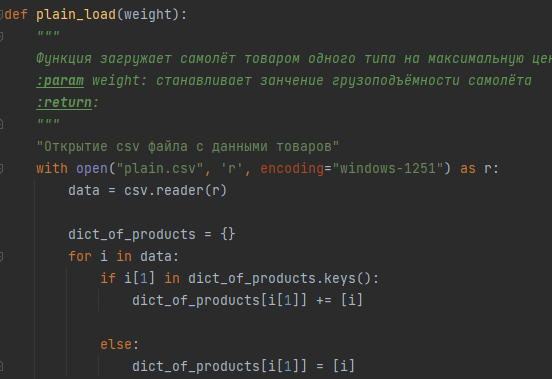 def plain_load(weight):
"""
Функция загружает самолёт товаром одного типа на максимальную
:param weight: станавливает занчение грузоподъёмности самолёта
:return:
"""
"Открытие csv файла с данными товаров"
with open("plain.csv", 'r', encoding="windows-1251") as r:
data = csv.reader(r)
dict_of_products = {}
for i in data:
if i[1] in dict_of_products.keys():
dict_of_products[i[1]] += [i]
else:
dict_of_products[i[1]] = [i]